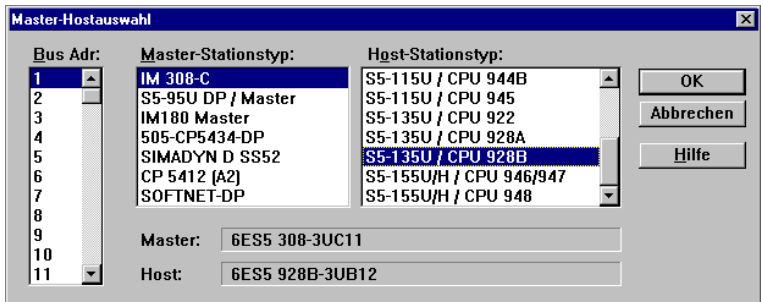 Master-Hostauswahl
Bus Adr:
1
2
3
4
5
6
7
8
9
10
11
Master-Stationstyp:
IM 308-C
S5-95U DP / Master
IM180 Master
505-CP5434-DP
SIMADYN D SS52
CP 5412 (A2)
SOFTNET-DP
Host-Stationstyp:
S5-115U / CPU 944B
S5-115U / CPU 945
S5-135U / CPU 922
S5-135U / CPU 928A
S5-135U / CPU 928B
S5-155U/H / CPU 946/947
S5-155U/H / CPU 948
OK
Abbrechen
Hilfe
Master: 6ES5 308-3UC11
Host: 6ES5 928B-3UB12